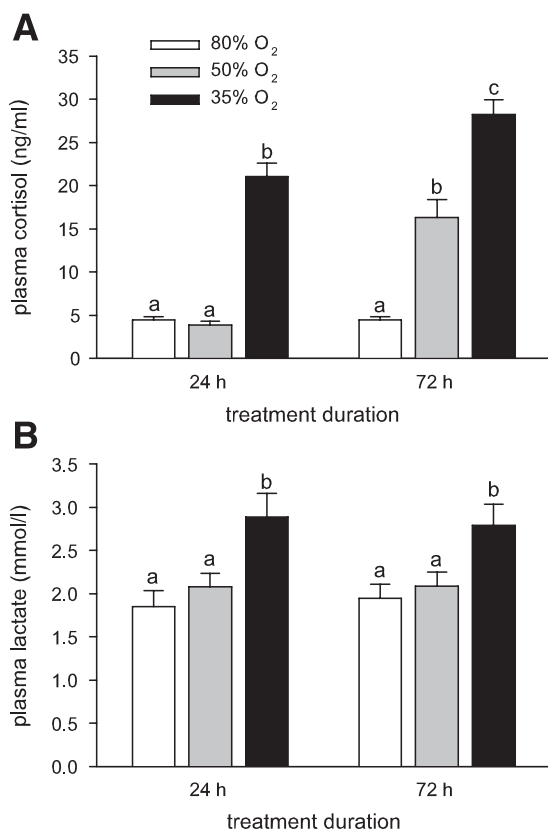 A
80% O2
50% O2
35% O2
plasma cortisol (ng/ml)
35
30
25
20
15
10
5
0
a
a
b
a
b
c
24 h
72 h
treatment duration
B
plasma lactate (mmol/l)
3.5
3.0
2.5
2.0
1.5
1.0
0.5
0.0
a
a
b
a
a
b
24 h
72 h
treatment duration